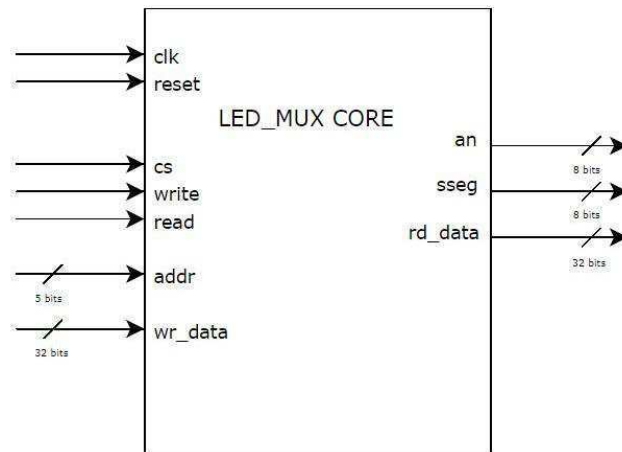 clk
reset
LED_MUX CORE
an
8 bits
cs
write
sseg
8 bits
read
rd_data
32 bits
addr
5 bits
wr_data
32 bits